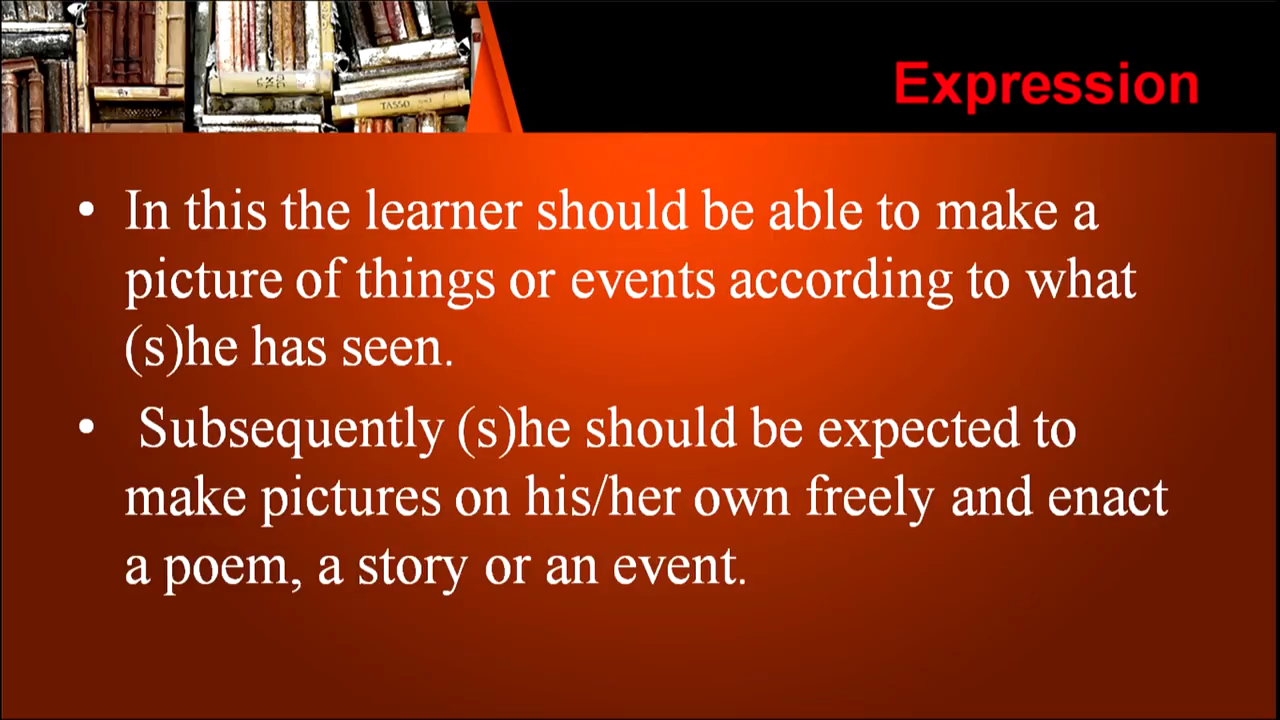 TASSO
Expression
• In this the learner should be able to make a
picture of things or events according to what
(s)he has seen.
• Subsequently (s)he should be expected to
make pictures on his/her own freely and enact
a poem, a story or an event.